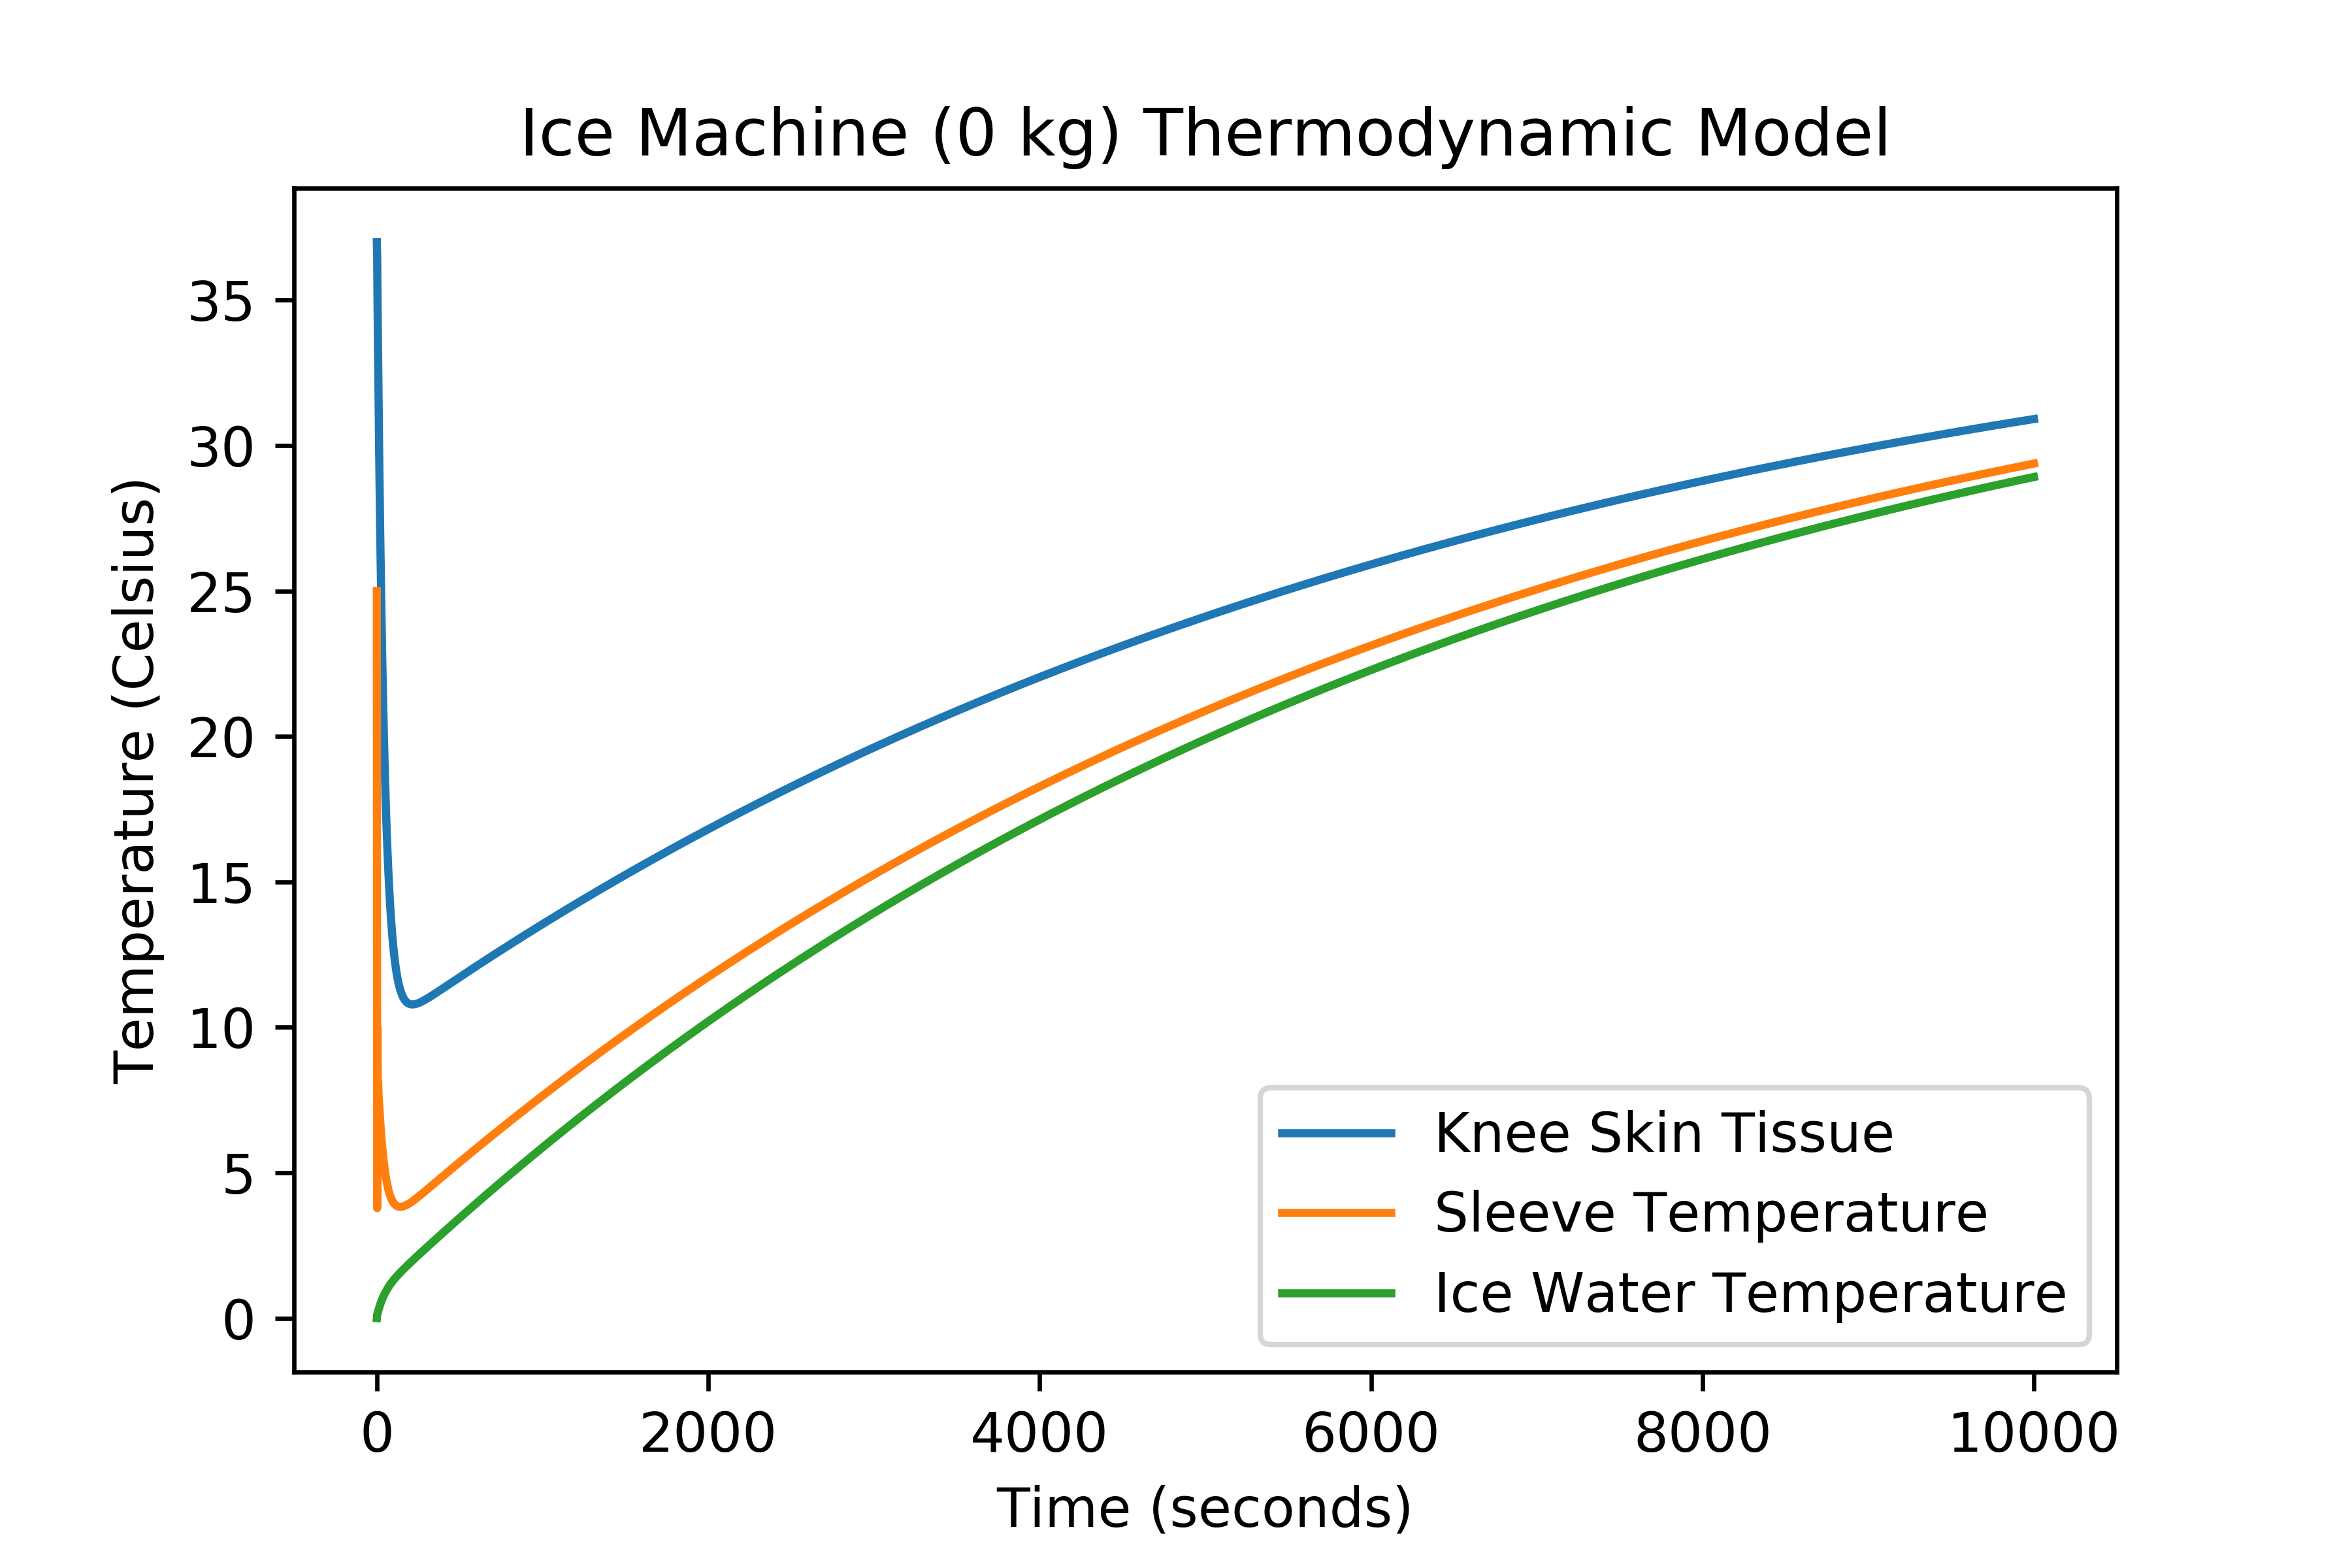 Ice Machine (0 kg) Thermodynamic Model
Temperature (Celsius)
35
30
25
20
15
10
5
0
Knee Skin Tissue
Sleeve Temperature
Ice Water Temperature
0 2000 4000 6000 8000 10000
Time (seconds)